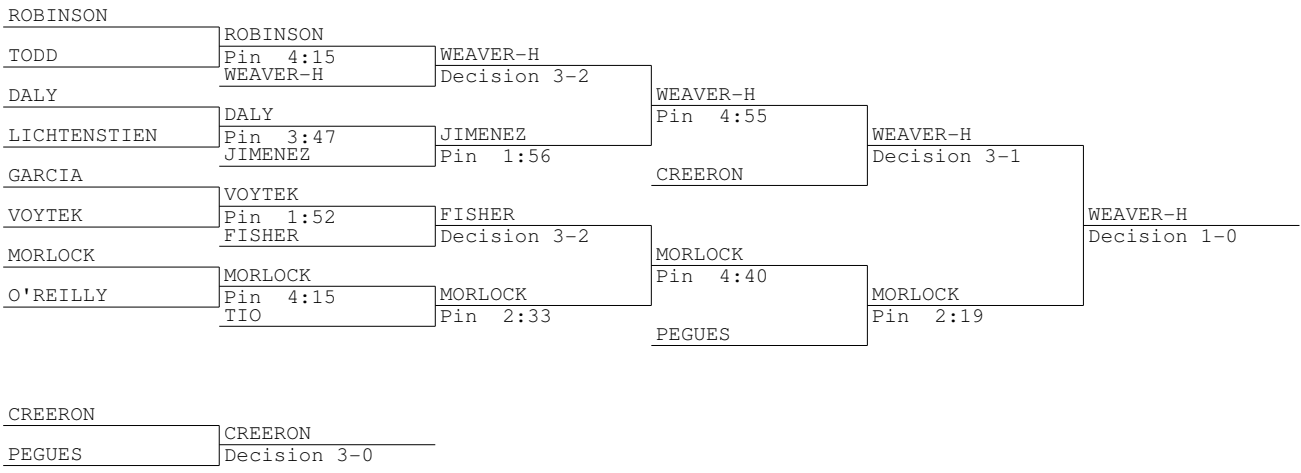 ROBINSON
ROBINSON
TODD
Pin 4:15
WEAVER-H
WEAVER-H
Decision 3-2
DALY
WEAVER-H
DALY
Pin 4:55
LICHTENSTIEN
Pin 3:47
JIMENEZ
WEAVER-H
JIMENEZ
Pin 1:56
Decision 3-1
GARCIA
CREERON
VOYTEK
VOYTEK
Pin 1:52
FISHER
WEAVER-H
FISHER
Decision 3-2
Decision 1-0
MORLOCK
MORLOCK
MORLOCK
Pin 4:40
O'REILLY
Pin 4:15
MORLOCK
MORLOCK
TIO
Pin 2:33
Pin 2:19
PEGUES
CREERON
CREERON
PEGUES
Decision 3-0